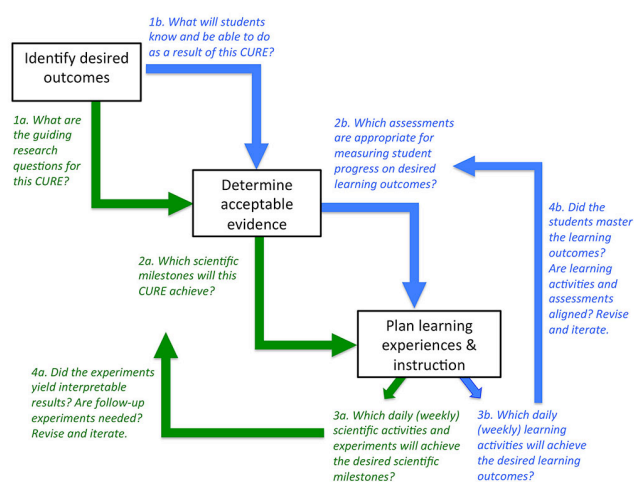 1b. What will students
know and be able to do
as a result of this CURE?
Identify desired
outcomes
1a. What are
the guiding
research
questions for
this CURE?
2b. Which assessments
are appropriate for
measuring student
progress on desired
learning outcomes?
Determine
acceptable
evidence
4b. Did the
students master
the learning
outcomes?
Are learning
activities and
assessments
aligned? Revise
and iterate.
2a. Which scientific
milestones will this
CURE achieve?
Plan learning
experiences &
instruction
4a. Did the experiments
yield interpretable
results? Are follow-up
experiments needed?
Revise and iterate.
3a. Which daily (weekly)
scientific activities and
experiments will achieve
the desired scientific
milestones?
3b. Which daily
(weekly) learning
activities will achieve
the desired learning
outcomes?